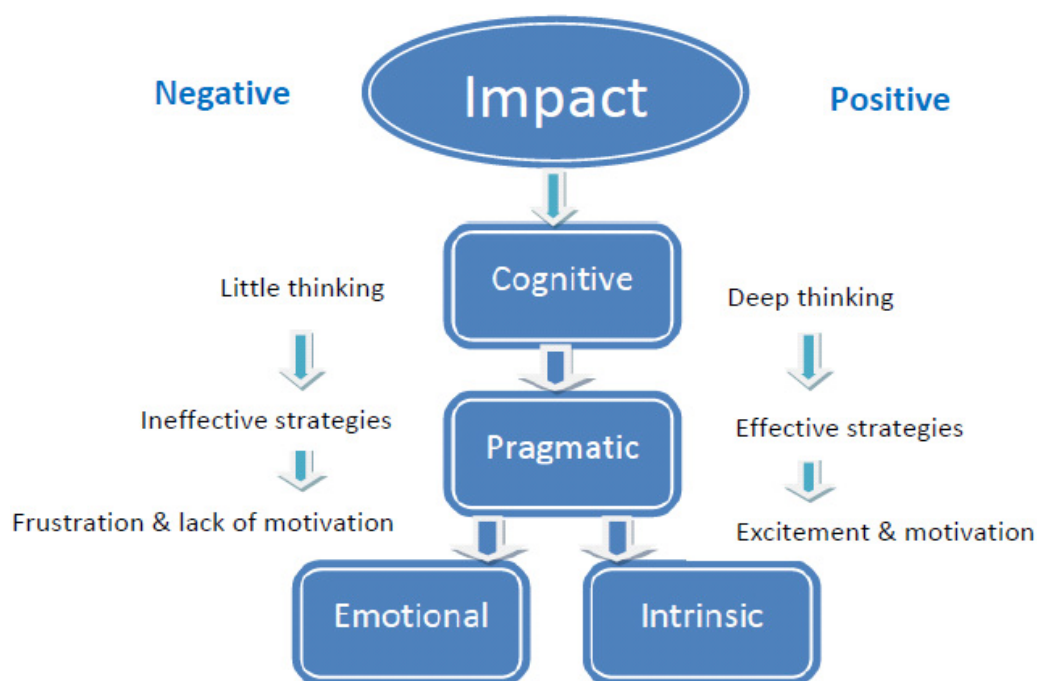 Negative
Impact
Positive
Cognitive
Little thinking
Deep thinking
Ineffective strategies
Pragmatic
Effective strategies
Frustration & lack of motivation
Excitement & motivation
Emotional
Intrinsic